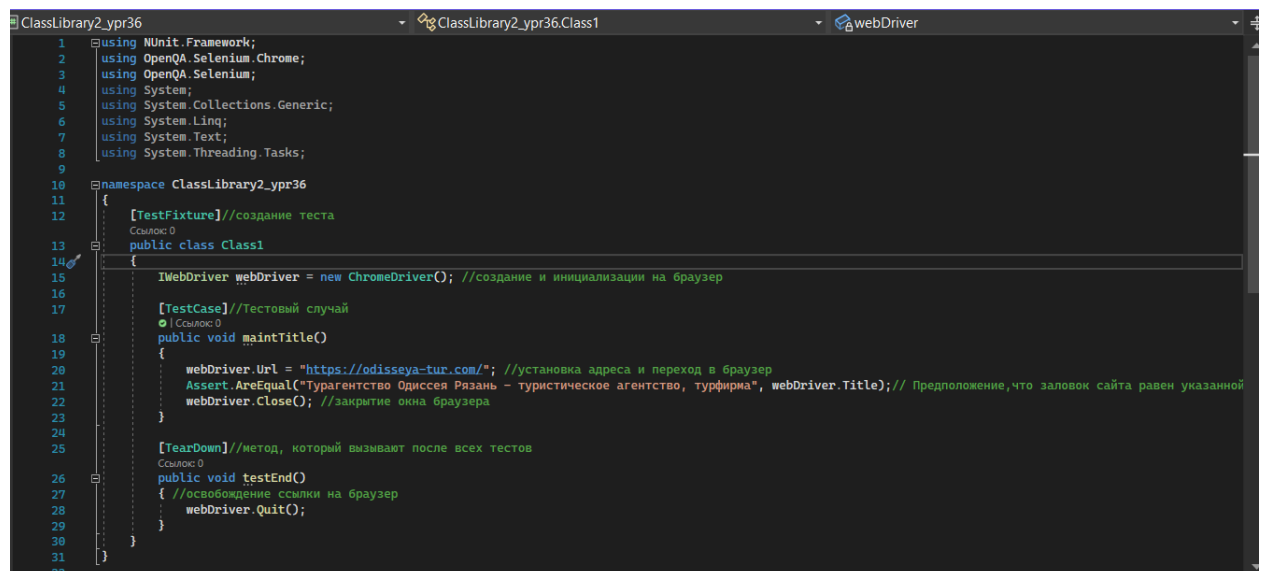 ClassLibrary2_ypr36 ClassLibrary2_ypr36.Class1 webDriver
1 using NUnit.Framework;
2 using OpenQA.Selenium.Chrome;
3 using OpenQA.Selenium;
4 using System;
5 using System.Collections.Generic;
6 using System.Linq;
7 using System.Text;
8 using System.Threading.Tasks;
9
10 namespace ClassLibrary2_ypr36
11 {
12 [TestFixture]//создание теста
Ссылок: 0
13 public class Class1
14 {
15 IWebDriver webDriver = new ChromeDriver(); //создание и инициализации на браузер
16
17 [TestCase]//Тестовый случай
| Ссылок: 0
18 public void maintTitle()
19 {
20 webDriver.Url = "https://odisseya-tur.com/"; //установка адреса и переход в браузер
21 Assert.AreEqual("Турагентство Одиссея Рязань – туристическое агентство, турфирма", webDriver.Title);// Предположение,что заловок сайта равен указанной
22 webDriver.Close(); //закрытие окна браузера
23 }
24
25 [TearDown]//метод, который вызывают после всех тестов
Ссылок: 0
26 public void testEnd()
27 { //освобождение ссылки на браузер
28 webDriver.Quit();
29 }
30 }
31 }